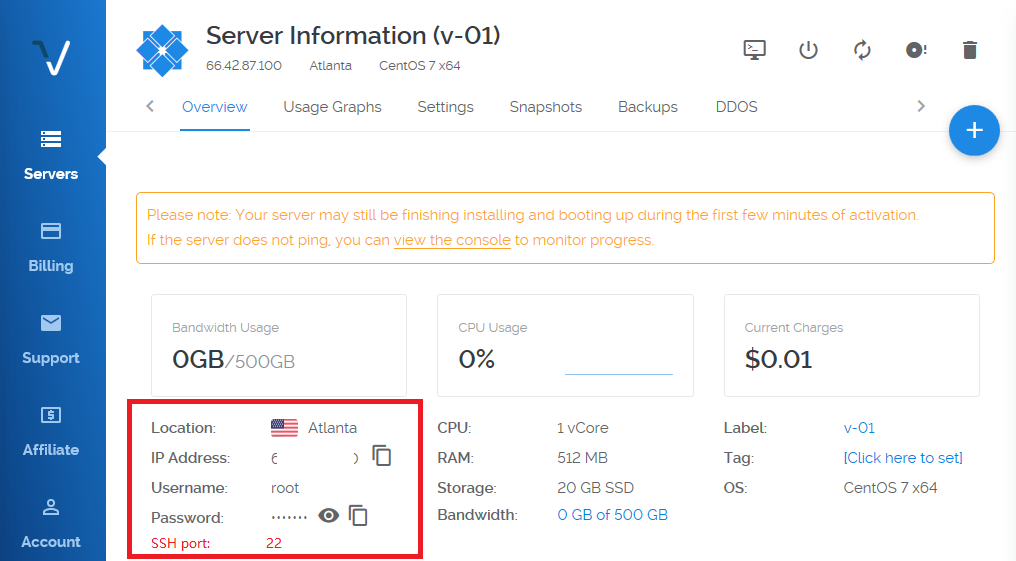 Server Information (v-01)
66.42.87.100 Atlanta CentOS 7 x64
Overview Usage Graphs Settings Snapshots Backups DDOS
Servers
Billing
Support
Affiliate
Account
Please note: Your server may still be finishing installing and booting up during the first few minutes of activation.
If the server does not ping, you can view the console to monitor progress.
Bandwidth Usage
0GB/500GB
CPU Usage
0%
Current Charges
$0.01
Location: Atlanta
IP Address: 6
Username: root
Password: ·······
SSH port: 22
CPU: 1 vCore
RAM: 512 MB
Storage: 20 GB SSD
Bandwidth: 0 GB of 500 GB
Label: v-01
Tag: [Click here to set]
OS: CentOS 7 x64